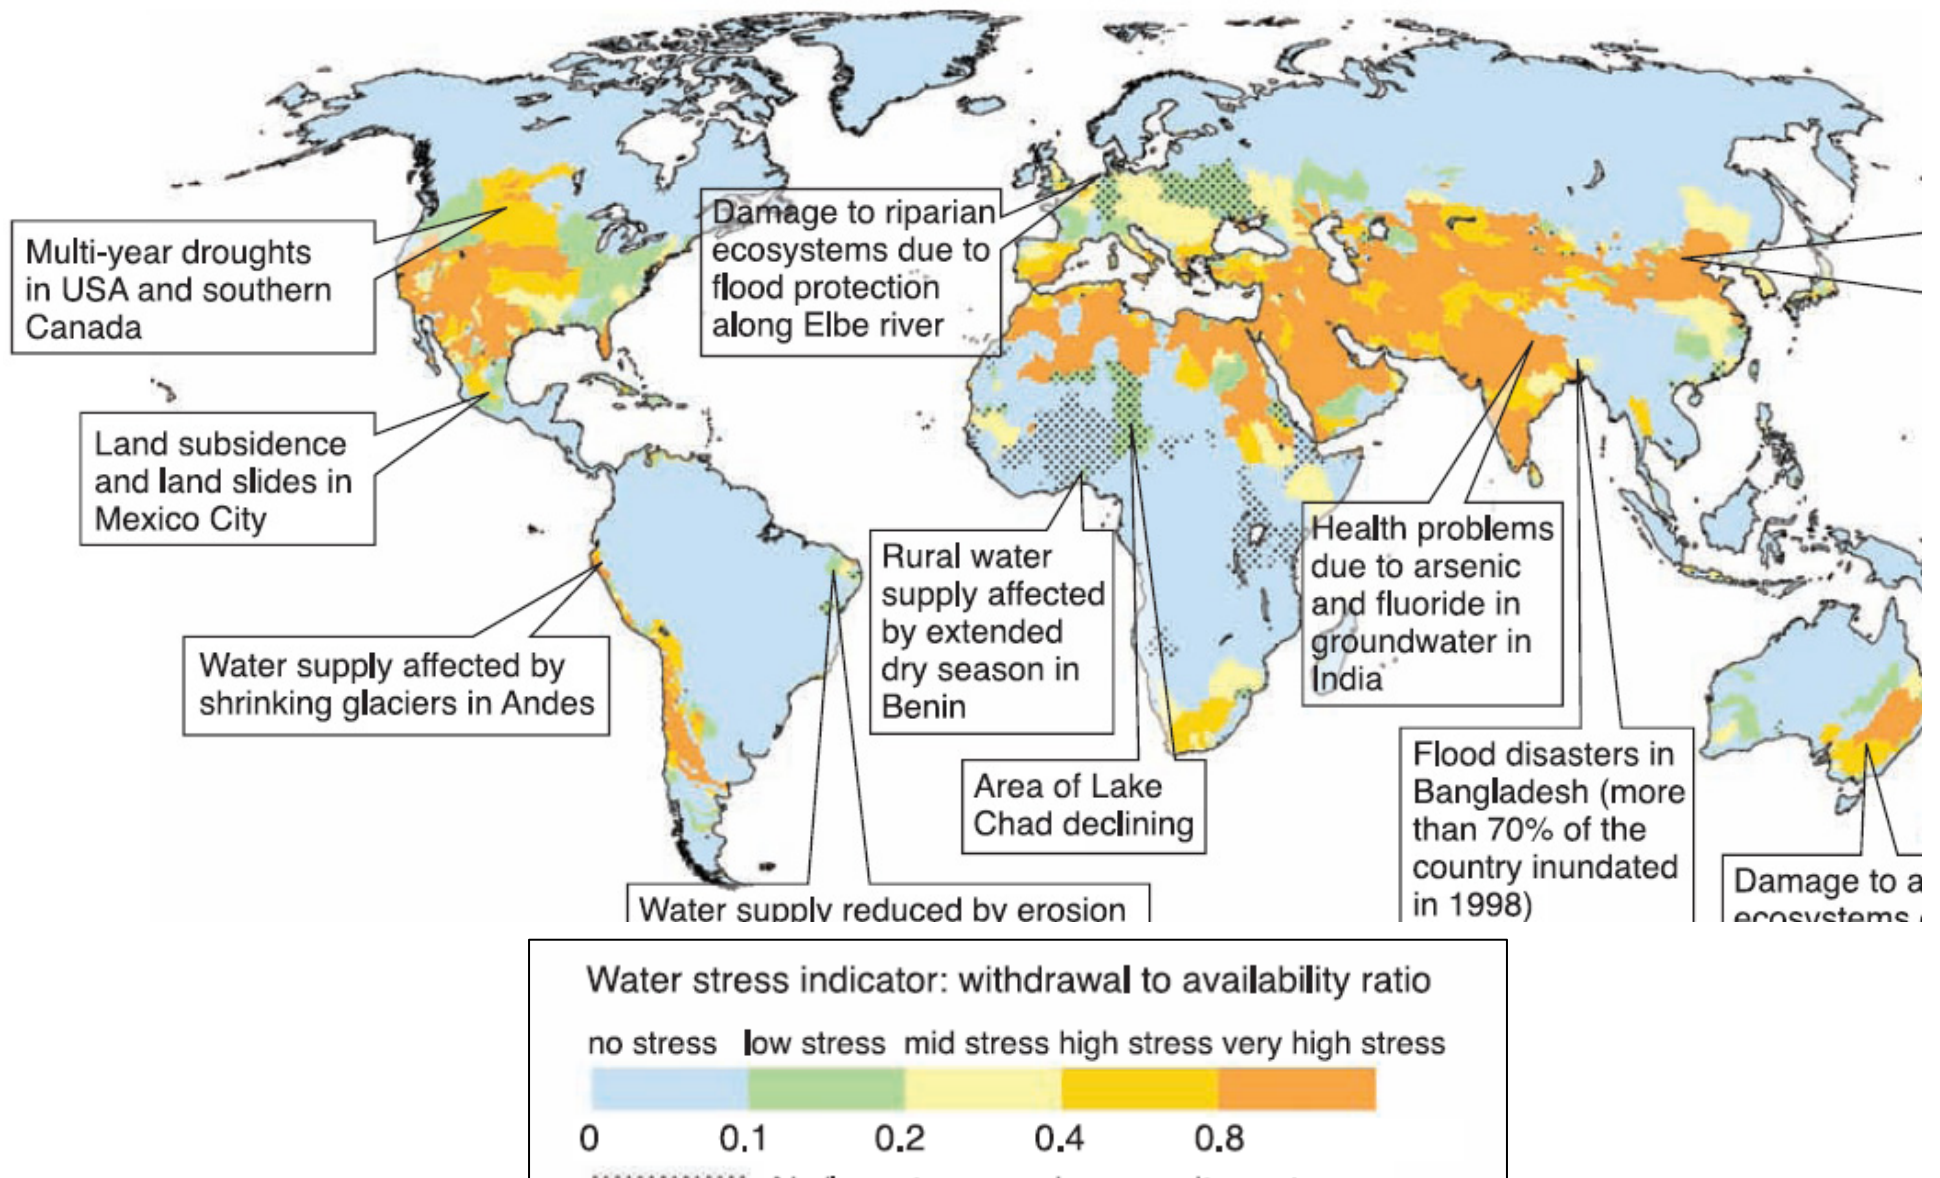 Multi-year droughts
in USA and southern
Canada
Damage to riparian
ecosystems due to
flood protection
along Elbe river
Land subsidence
and land slides in
Mexico City
Water supply affected by
shrinking glaciers in Andes
Rural water
supply affected
by extended
dry season in
Benin
Health problems
due to arsenic
and fluoride in
groundwater in
India
Area of Lake
Chad declining
Flood disasters in
Bangladesh (more
than 70% of the
country inundated
in 1998)
Water supply reduced by erosion
Damage to a
ecosystems
Water stress indicator: withdrawal to availability ratio
no stress low stress mid stress high stress very high stress
0 0.1 0.2 0.4 0.8